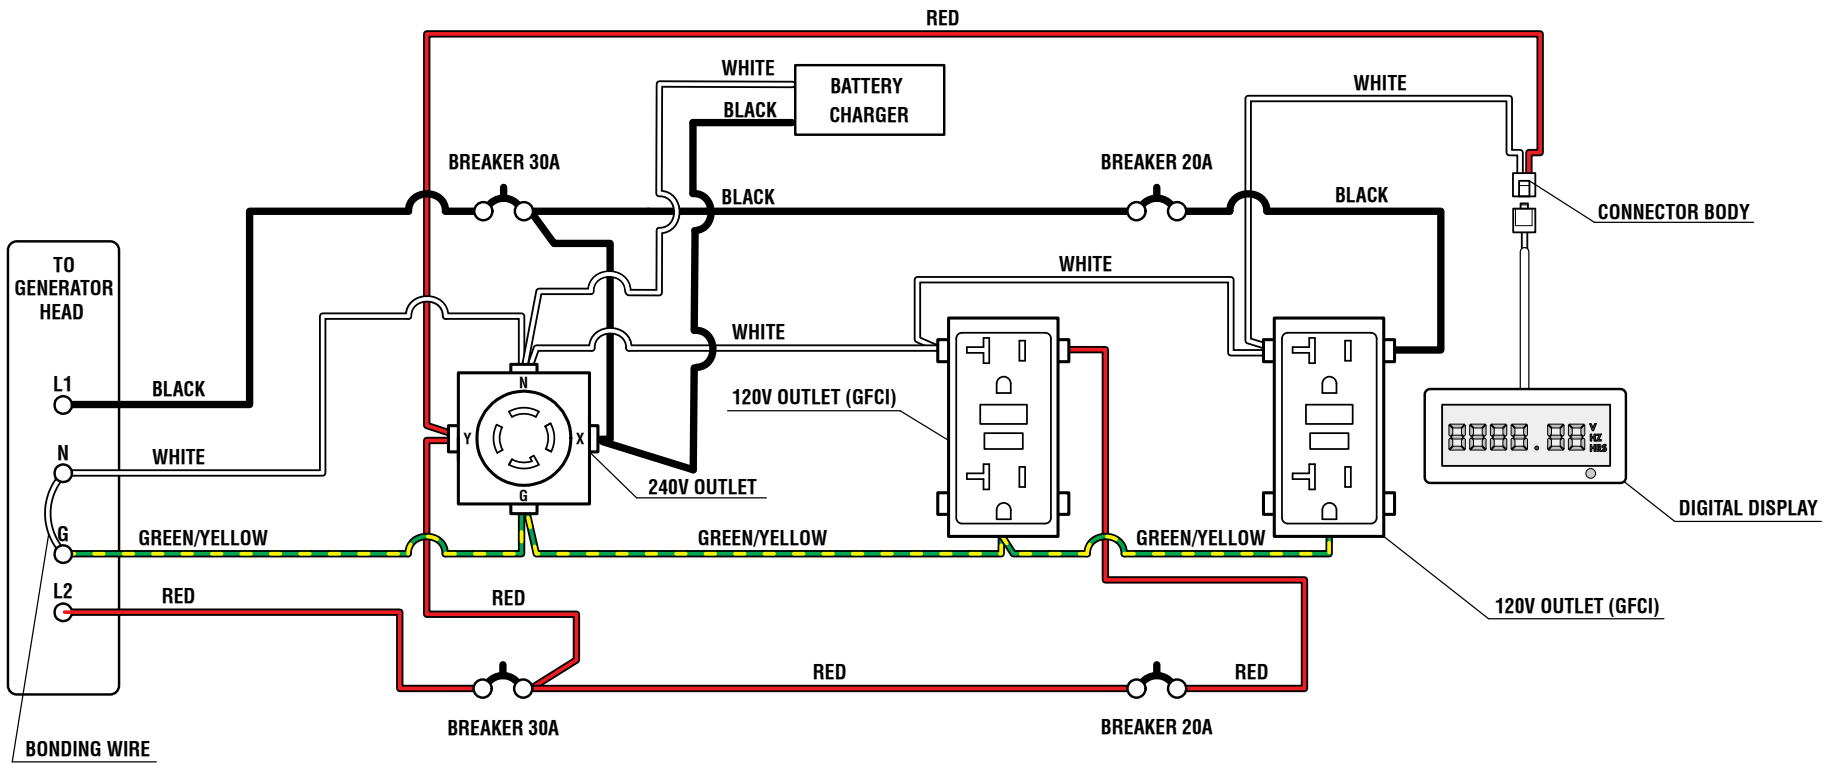 RED
WHITE
BATTERY
CHARGER
BLACK
WHITE
BREAKER 30A
BREAKER 20A
BLACK
BLACK
CONNECTOR BODY
TO
GENERATOR
HEAD
WHITE
WHITE
L1
BLACK
N
120V OUTLET (GFCI)
Y
X
N
WHITE
V
HZ
HRS
240V OUTLET
G
DIGITAL DISPLAY
G
GREEN/YELLOW
GREEN/YELLOW
GREEN/YELLOW
L2
RED
RED
120V OUTLET (GFCI)
RED
RED
BREAKER 30A
BREAKER 20A
BONDING WIRE